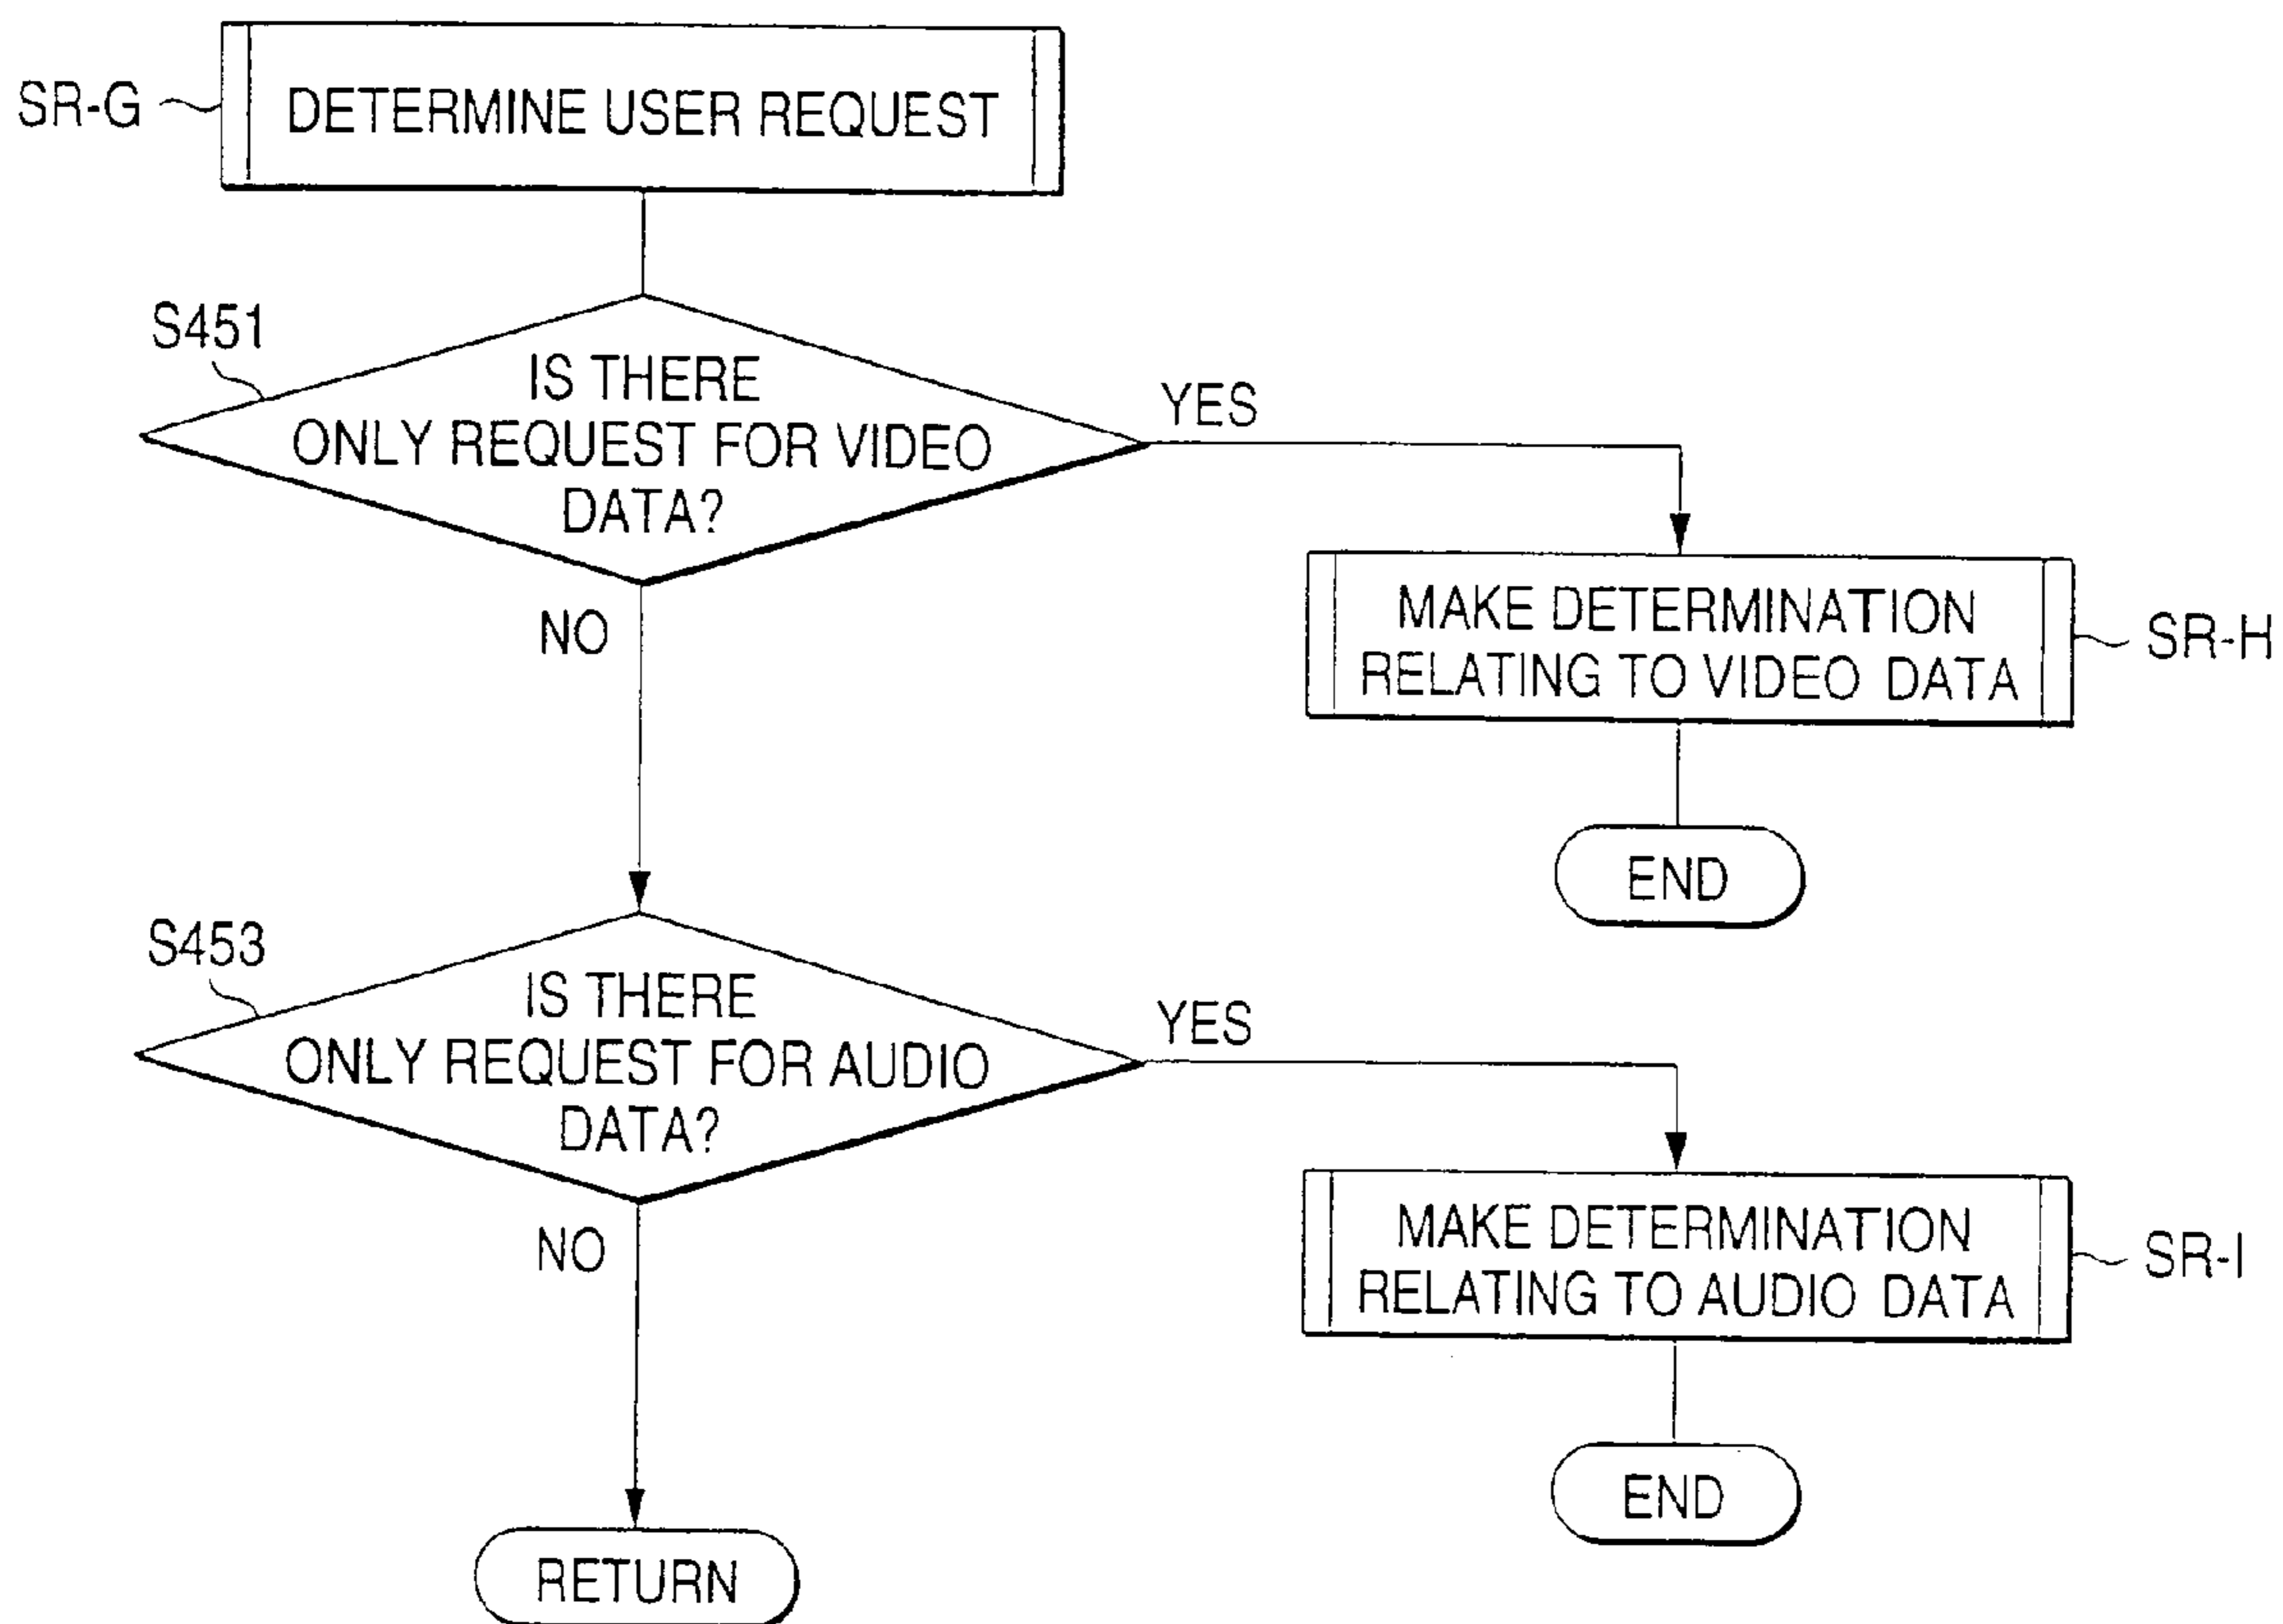 SR-G
DETERMINE USER REQUEST
S451
IS THERE
ONLY REQUEST FOR VIDEO
DATA?
YES
NO
MAKE DETERMINATION
RELATING TO VIDEO DATA
SR-H
END
S453
IS THERE
ONLY REQUEST FOR AUDIO
DATA?
YES
NO
MAKE DETERMINATION
RELATING TO AUDIO DATA
SR-I
END
RETURN